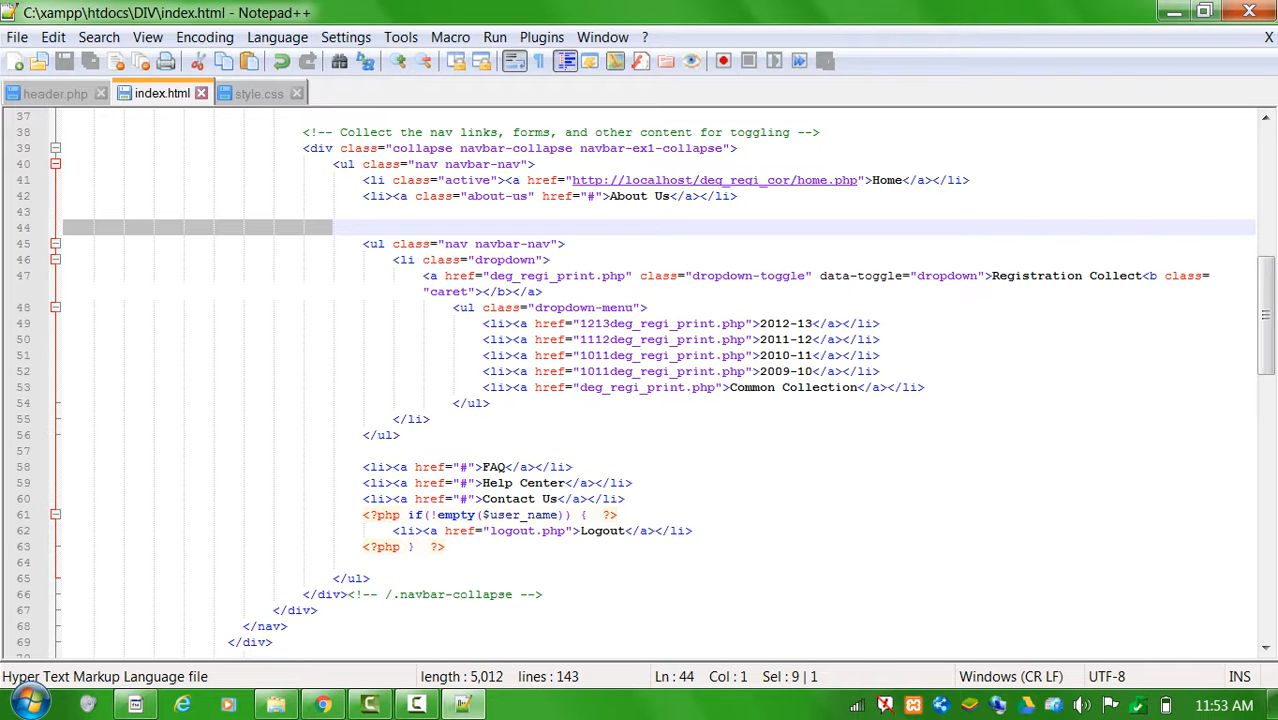 C:\xampp\htdocs\DIV\index.html - Notepad++
File Edit Search View Encoding Language Settings Tools Macro Run Plugins Window ? X
header.php index.html style.css
37
38 <!-- Collect the nav links, forms, and other content for toggling -->
39 <div class="collapse navbar-collapse navbar-ex1-collapse">
40 <ul class="nav navbar-nav">
41 <li class="active"><a href="http://localhost/deg_regi_cor/home.php">Home</a></li>
42 <li><a class="about-us" href="#">About Us</a></li>
43
44
45 <ul class="nav navbar-nav">
46 <li class="dropdown">
47 <a href="deg_regi_print.php" class="dropdown-toggle" data-toggle="dropdown">Registration Collect<b class=
"caret"></b></a>
48 <ul class="dropdown-menu">
49 <li><a href="1213deg_regi_print.php">2012-13</a></li>
50 <li><a href="1112deg_regi_print.php">2011-12</a></li>
51 <li><a href="1011deg_regi_print.php">2010-11</a></li>
52 <li><a href="1011deg_regi_print.php">2009-10</a></li>
53 <li><a href="deg_regi_print.php">Common Collection</a></li>
54 </ul>
55 </li>
56 </ul>
57
58 <li><a href="#">FAQ</a></li>
59 <li><a href="#">Help Center</a></li>
60 <li><a href="#">Contact Us</a></li>
61 <?php if(!empty($user_name)) { ?>
62 <li><a href="logout.php">Logout</a></li>
63 <?php } ?>
64
65 </ul>
66 </div><!-- /.navbar-collapse -->
67 </div>
68 </nav>
69 </div>
Hyper Text Markup Language file length : 5,012 lines : 143 Ln : 44 Col : 1 Sel : 9 | 1 Windows (CR LF) UTF-8 INS
11:53 AM